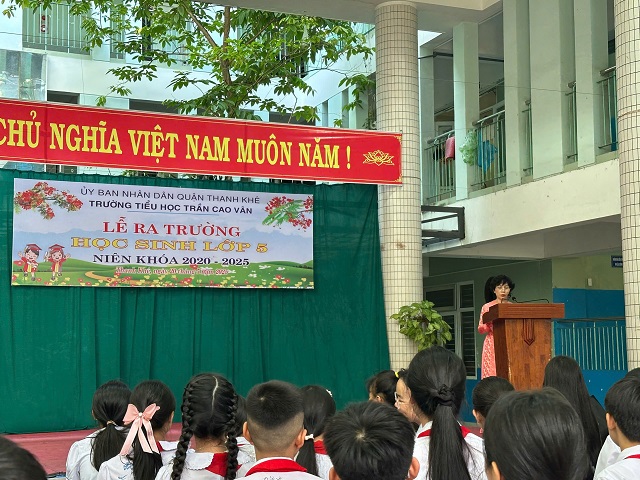 CHỦ NGHĨA VIỆT NAM MUÔN NĂM !
ỦY BAN NHÂN DÂN QUẬN THANH KHÊ
TRƯỜNG TIỂU HỌC TRẦN CAO VÂN
LỄ RA TRƯỜNG
HỌC SINH LỚP 5
NIÊN KHÓA 2020 - 2025